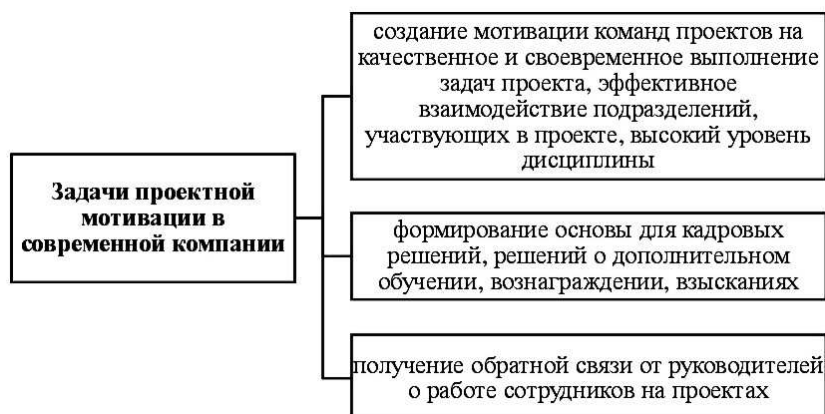 создание мотивации команд проектов на
качественное и своевременное выполнение
задач проекта, эффективное
взаимодействие подразделений,
участвующих в проекте, высокий уровень
дисциплины
Задачи проектной
мотивации в
современной компании
формирование основы для кадровых
решений, решений о дополнительном
обучении, вознаграждении, взысканиях
получение обратной связи от руководителей
о работе сотрудников на проектах